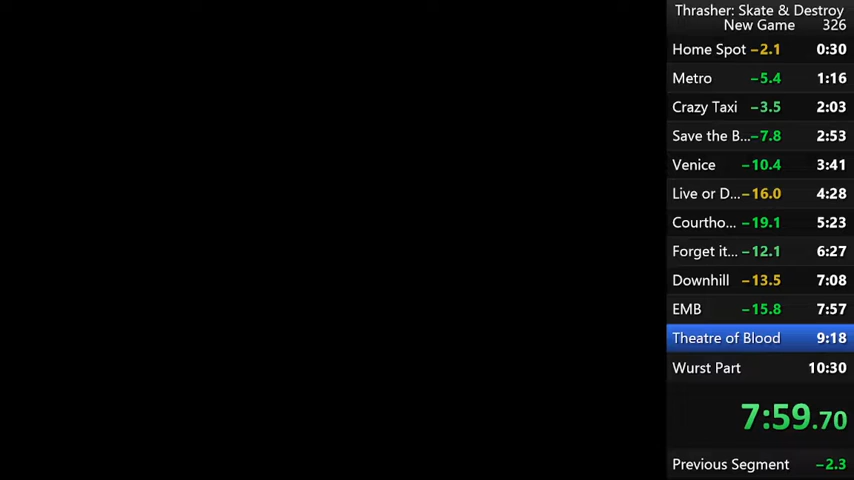 Thrasher: Skate & Destroy
New Game 326
Home Spot −2.1 0:30
Metro −5.4 1:16
Crazy Taxi −3.5 2:03
Save the B... −7.8 2:53
Venice −10.4 3:41
Live or D... −16.0 4:28
Courtho... −19.1 5:23
Forget it... −12.1 6:27
Downhill −13.5 7:08
EMB −15.8 7:57
Theatre of Blood 9:18
Wurst Part 10:30
7:59.70
Previous Segment −2.3